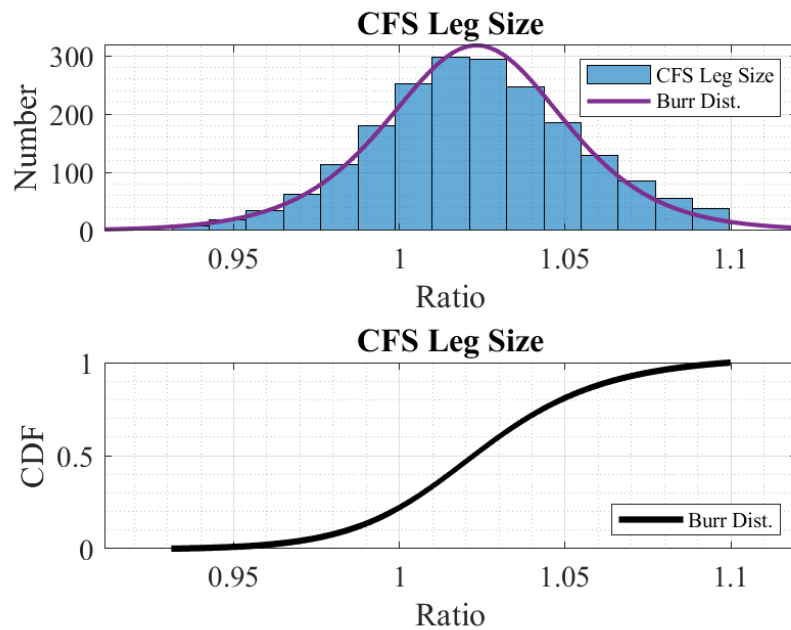 CFS Leg Size
300
200
100
0
Number
CFS Leg Size
Burr Dist.
0.95 1 1.05 1.1
Ratio
CFS Leg Size
1
0.5
0
CDF
Burr Dist.
0.95 1 1.05 1.1
Ratio